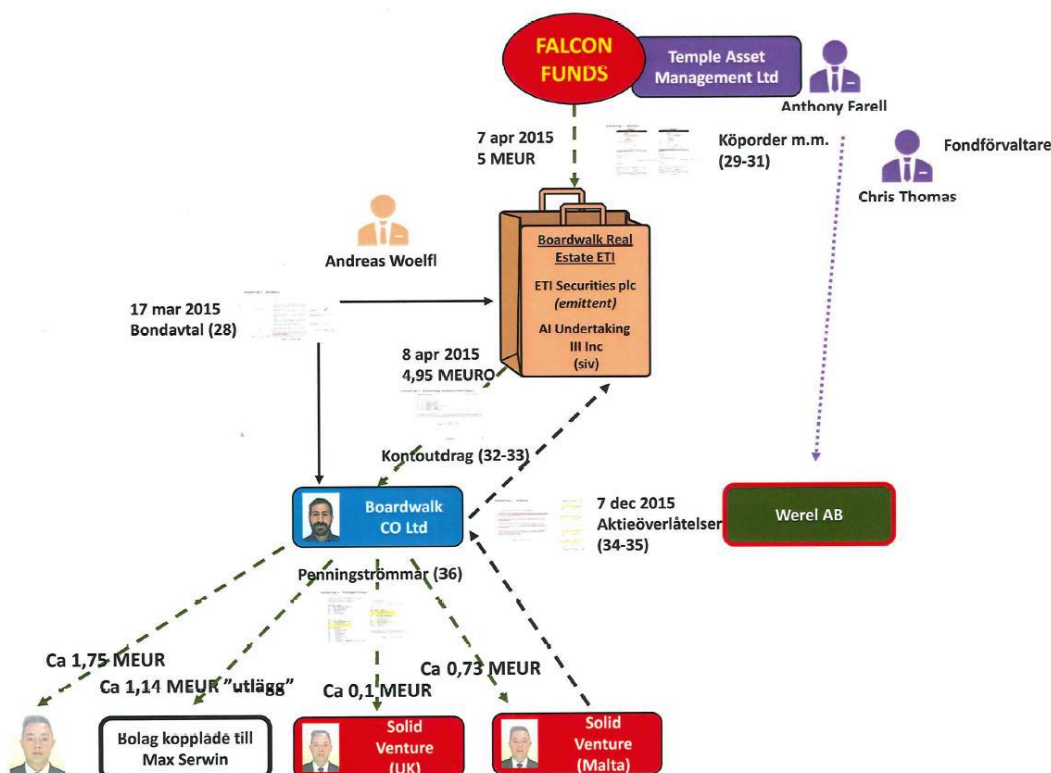 FALCON
FUNDS
Temple Asset
Management Ltd
Anthony Farell
7 apr 2015
5 MEUR
Köporder m.m.
(29-31)
Fondförvaltare
Chris Thomas
Andreas Woelfl
Boardwalk Real
Estate ETI
ETI Securities plc
(emittent)
AI Undertaking
III Inc
(siv)
17 mar 2015
Bondavtal (28)
8 apr 2015
4,95 MEURO
Kontoutdrag (32-33)
Boardwalk
CO Ltd
7 dec 2015
Aktieöverlåtelser
(34-35)
Werel AB
Penningströmmar (36)
Ca 1,75 MEUR
Ca 1,14 MEUR ”utlägg”
Ca 0,1 MEUR
Ca 0,73 MEUR
Bolag kopplade till
Max Serwin
Solid
Venture
(UK)
Solid
Venture
(Malta)